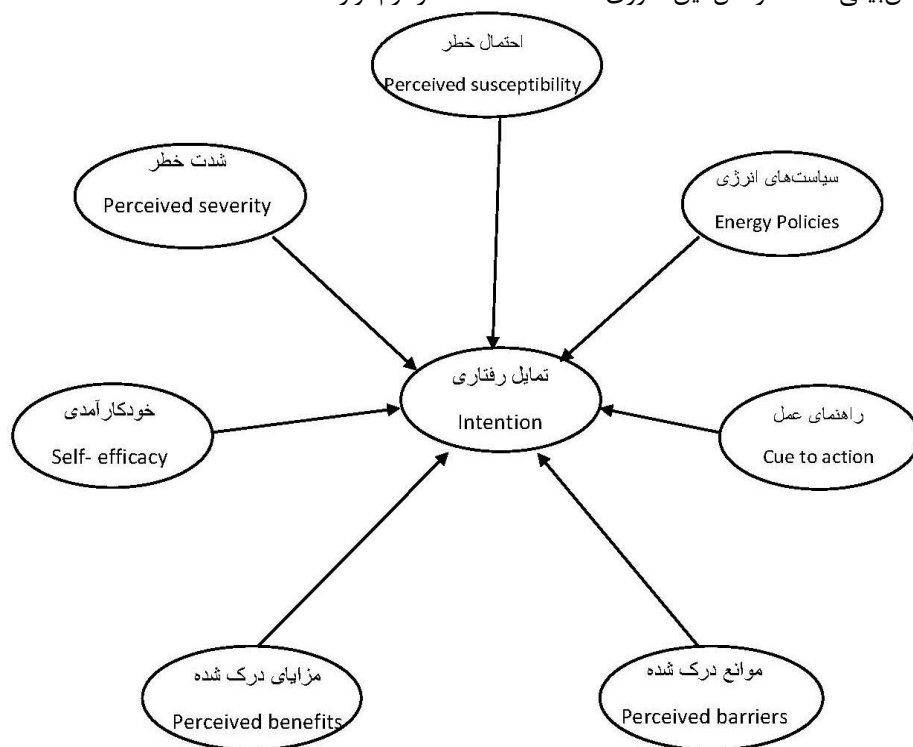 احتمال خطر
Perceived susceptibility
شدت خطر
Perceived severity
سیاست‌های انرژی
Energy Policies
تمایل رفتاری
Intention
خودکارآمدی
Self- efficacy
راهنمای عمل
Cue to action
مزایای درک شده
Perceived benefits
موانع درک شده
Perceived barriers